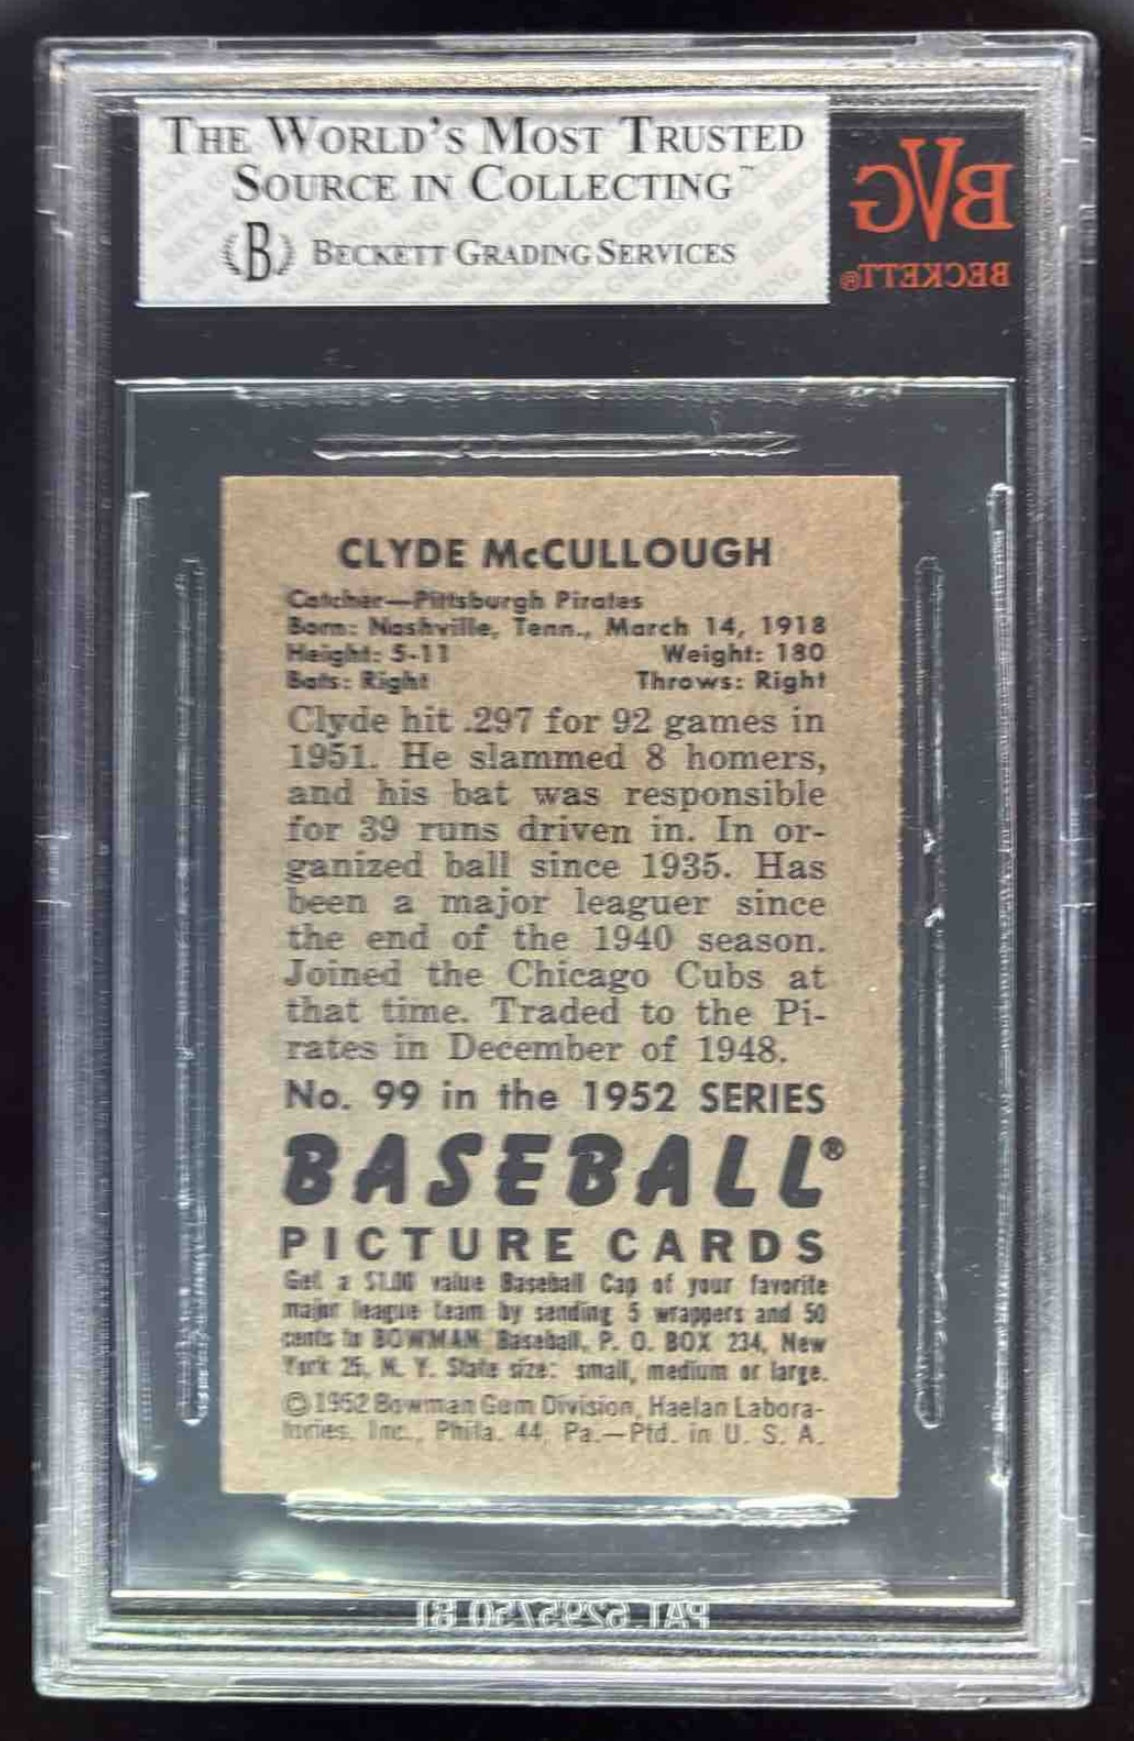 THE WORLD'S MOST TRUSTED
SOURCE IN COLLECTING™
B BECKETT GRADING SERVICES
BVG
BECKETT®
CLYDE McCULLOUGH
Catcher—Pittsburgh Pirates
Born: Nashville, Tenn., March 14, 1918
Height: 5-11 Weight: 180
Bats: Right Throws: Right
Clyde hit .297 for 92 games in
1951. He slammed 8 homers,
and his bat was responsible
for 39 runs driven in. In or-
ganized ball since 1935. Has
been a major leaguer since
the end of the 1940 season.
Joined the Chicago Cubs at
that time. Traded to the Pi-
rates in December of 1948.
No. 99 in the 1952 SERIES
BASEBALL®
PICTURE CARDS
Get a $1.00 value Baseball Cap of your favorite
major league team by sending 5 wrappers and 50
cents to BOWMAN Baseball, P. O. BOX 234, New
York 25, N. Y. State size: small, medium or large.
©1952 Bowman Gum Division, Haelan Labora-
tories, Inc., Phila. 44, Pa.—Ptd. in U. S. A.
PAT. 6295750 B1